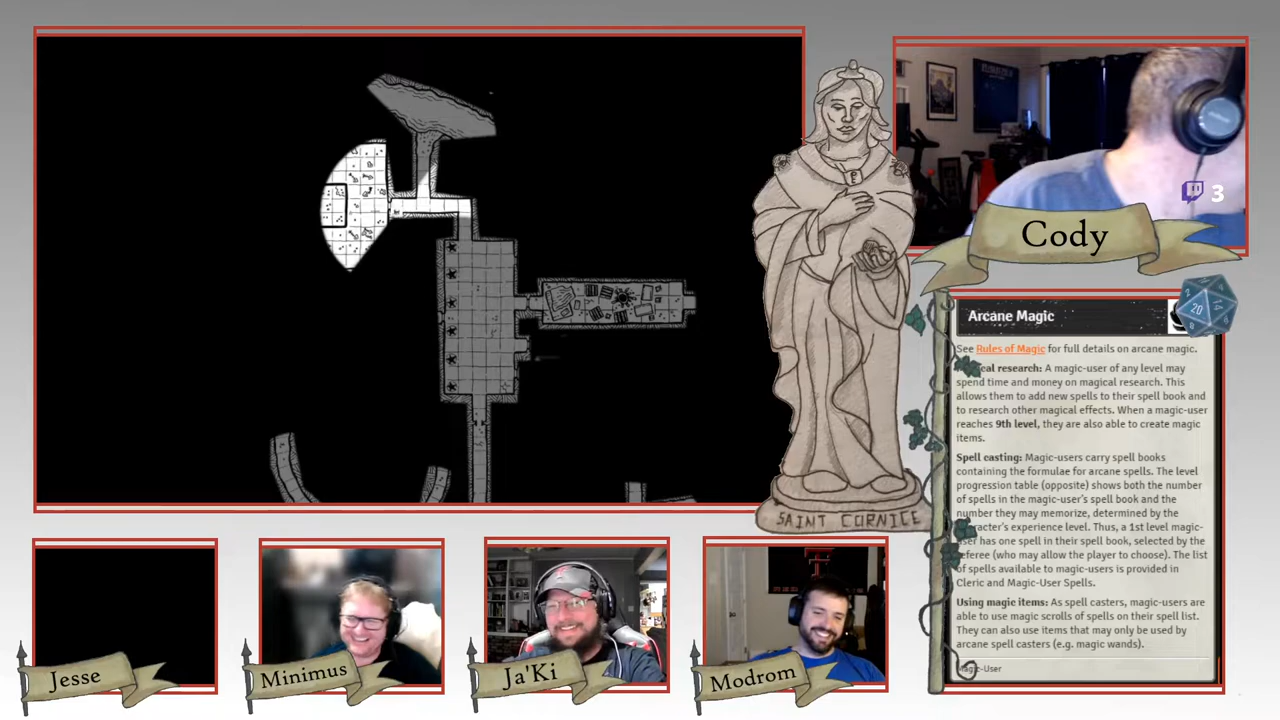 3
Cody
20
Arcane Magic
See Rules of Magic for full details on arcane magic.
research: A magic-user of any level may
spend time and money on magical research. This
allows them to add new spells to their spell book and
to research other magical effects. When a magic-user
reaches 9th level, they are also able to create magic
items.
Spell casting: Magic-users carry spell books
containing the formulae for arcane spells. The level
progression table (opposite) shows both the number
of spells in the magic-user's spell book and the
number they may memorize, determined by the
experience level. Thus, a 1st level magic-
has one spell in their spell book, selected by the
(who may allow the player to choose). The list
of spells available to magic-users is provided in
Cleric and Magic-User Spells.
Using magic items: As spell casters, magic-users are
able to use magic scrolls of spells on their spell list.
They can also use items that may only be used by
arcane spell casters (e.g. magic wands).
Magic-User
SAINT CORNICE
Jesse
Minimus
Ja'Ki
Modrom